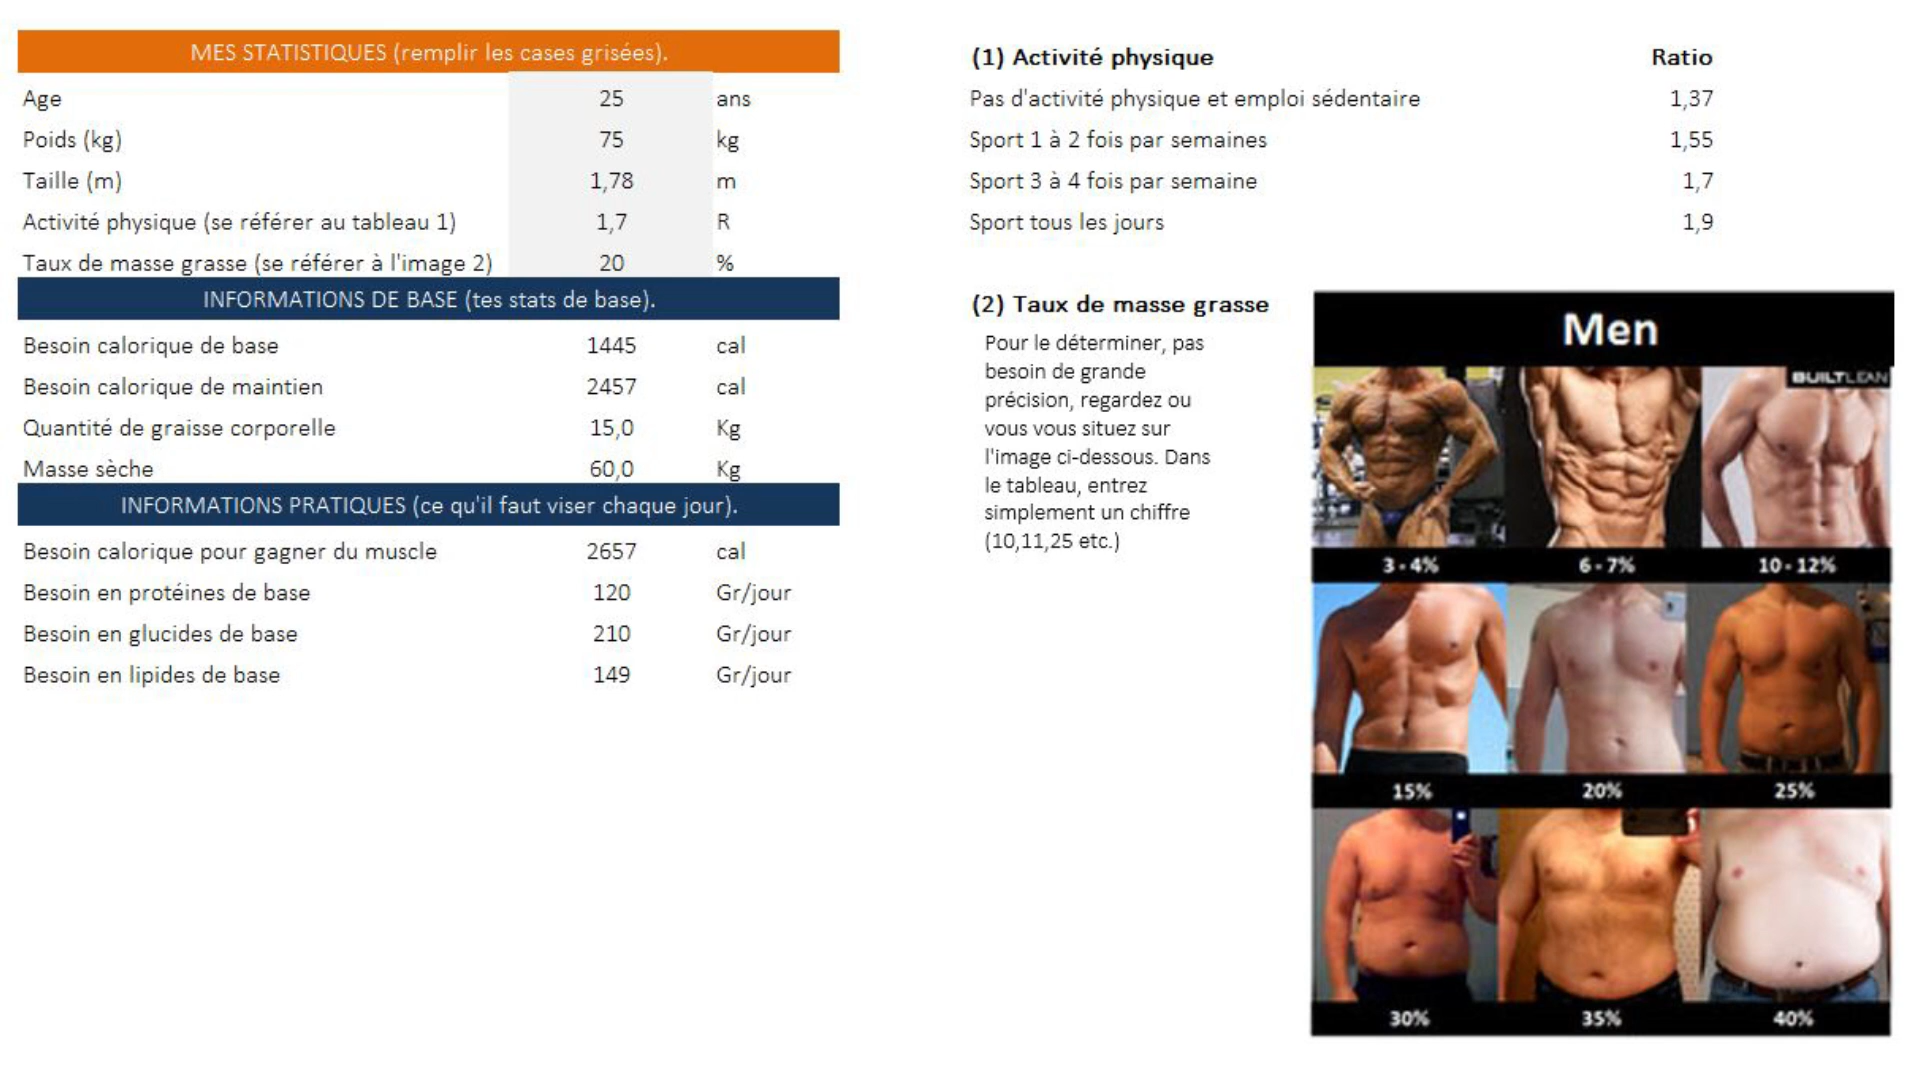 MES STATISTIQUES (remplir les cases grisées).
Age 25 ans
Poids (kg) 75 kg
Taille (m) 1,78 m
Activité physique (se référer au tableau 1) 1,7 R
Taux de masse grasse (se référer à l'image 2) 20 %
INFORMATIONS DE BASE (tes stats de base).
Besoin calorique de base 1445 cal
Besoin calorique de maintien 2457 cal
Quantité de graisse corporelle 15,0 Kg
Masse sèche 60,0 Kg
INFORMATIONS PRATIQUES (ce qu'il faut viser chaque jour).
Besoin calorique pour gagner du muscle 2657 cal
Besoin en protéines de base 120 Gr/jour
Besoin en glucides de base 210 Gr/jour
Besoin en lipides de base 149 Gr/jour
(1) Activité physique Ratio
Pas d'activité physique et emploi sédentaire 1,37
Sport 1 à 2 fois par semaines 1,55
Sport 3 à 4 fois par semaine 1,7
Sport tous les jours 1,9
(2) Taux de masse grasse
Pour le déterminer, pas
besoin de grande
précision, regardez ou
vous vous situez sur
l'image ci-dessous. Dans
le tableau, entrez
simplement un chiffre
(10,11,25 etc.)
Men
BUILTLEAN
3 - 4% 6 - 7% 10 - 12%
15% 20% 25%
30% 35% 40%